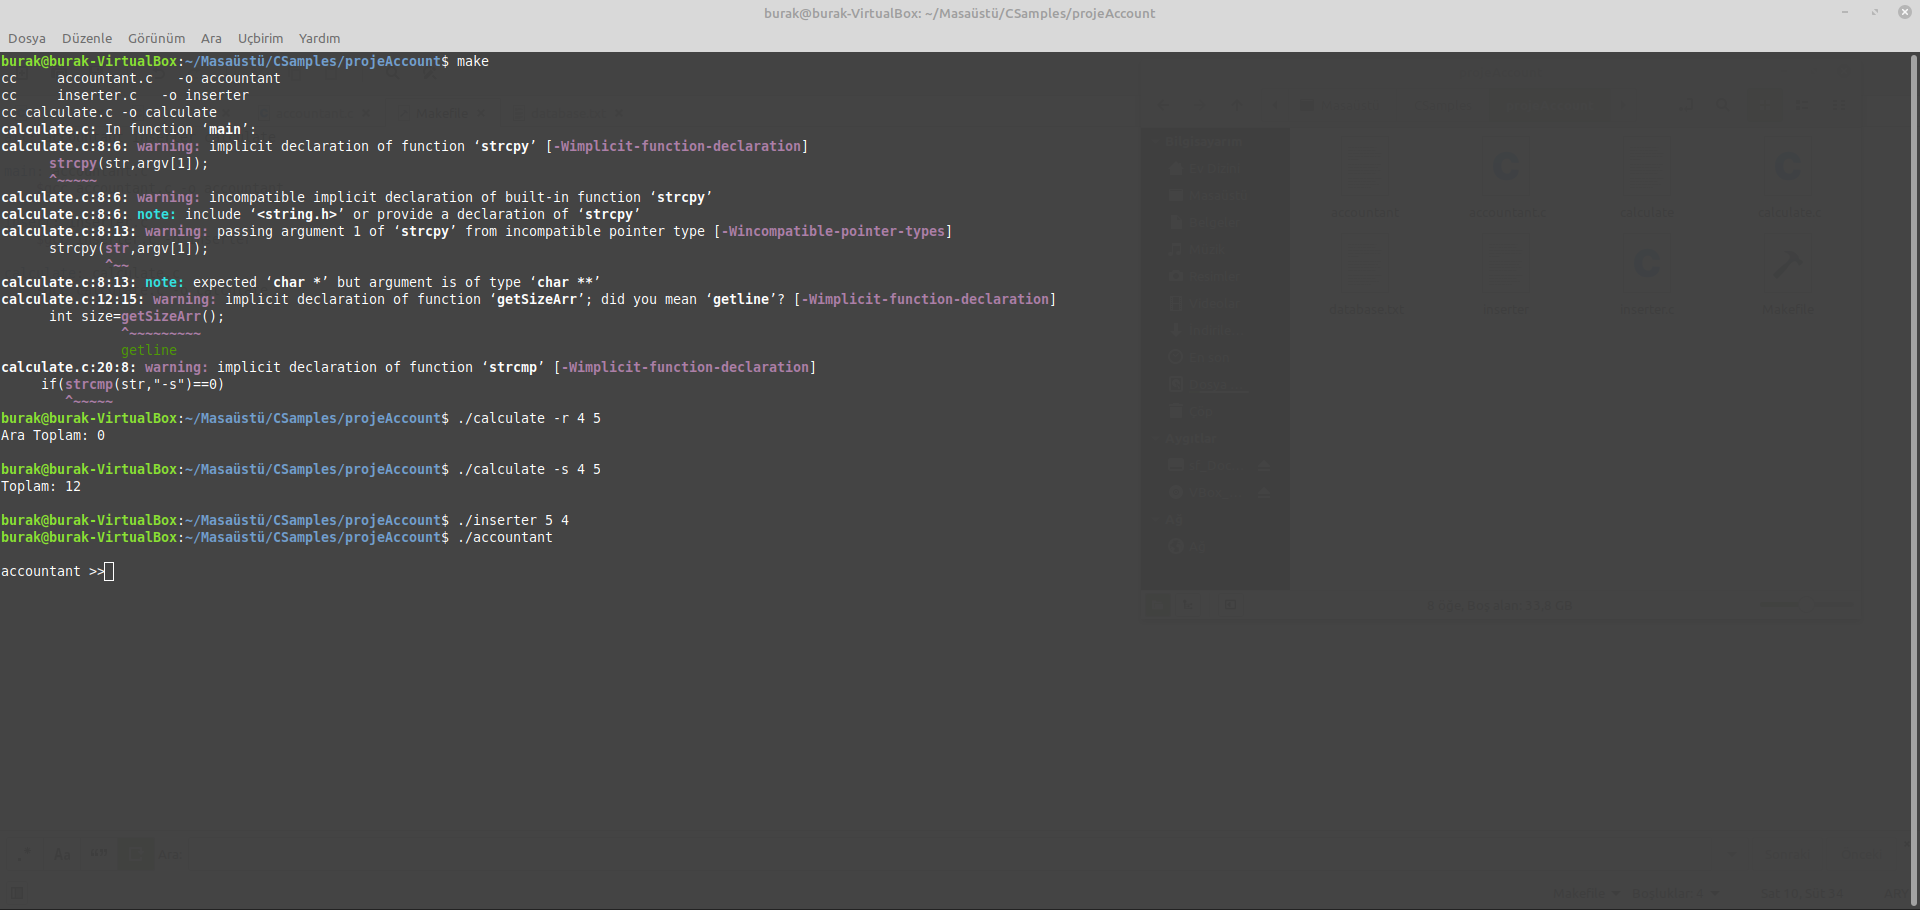 burak@burak-VirtualBox: ~/Masaüstü/CSamples/projeAccount
Dosya Düzenle Görünüm Ara Uçbirim Yardım
burak@burak-VirtualBox:~/Masaüstü/CSamples/projeAccount$ make
cc     accountant.c   -o accountant
cc     inserter.c   -o inserter
cc calculate.c -o calculate
calculate.c: In function ‘main’:
calculate.c:8:6: warning: implicit declaration of function ‘strcpy’ [-Wimplicit-function-declaration]
      strcpy(str,argv[1]);
      ^~~~~~
calculate.c:8:6: warning: incompatible implicit declaration of built-in function ‘strcpy’
calculate.c:8:6: note: include ‘<string.h>’ or provide a declaration of ‘strcpy’
calculate.c:8:13: warning: passing argument 1 of ‘strcpy’ from incompatible pointer type [-Wincompatible-pointer-types]
      strcpy(str,argv[1]);
             ^~~
calculate.c:8:13: note: expected ‘char *’ but argument is of type ‘char **’
calculate.c:12:15: warning: implicit declaration of function ‘getSizeArr’; did you mean ‘getline’? [-Wimplicit-function-declaration]
      int size=getSizeArr();
               ^~~~~~~~~~
               getline
calculate.c:20:8: warning: implicit declaration of function ‘strcmp’ [-Wimplicit-function-declaration]
     if(strcmp(str,"-s")==0)
        ^~~~~~
burak@burak-VirtualBox:~/Masaüstü/CSamples/projeAccount$ ./calculate -r 4 5
Ara Toplam: 0
burak@burak-VirtualBox:~/Masaüstü/CSamples/projeAccount$ ./calculate -s 4 5
Toplam: 12
burak@burak-VirtualBox:~/Masaüstü/CSamples/projeAccount$ ./inserter 5 4
burak@burak-VirtualBox:~/Masaüstü/CSamples/projeAccount$ ./accountant
accountant >>